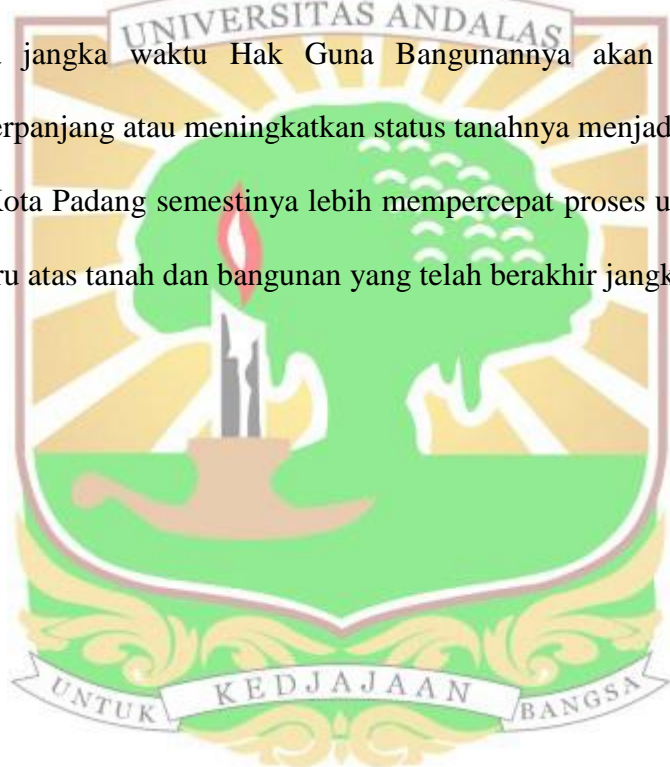 UNIVERSITAS ANDALAS
jangka waktu Hak Guna Bangunannya akan
erpanjang atau meningkatkan status tanahnya menjad
Kota Padang semestinya lebih mempercepat proses u
ru atas tanah dan bangunan yang telah berakhir jangk
UNTUK KEDJAJAAN BANGSA